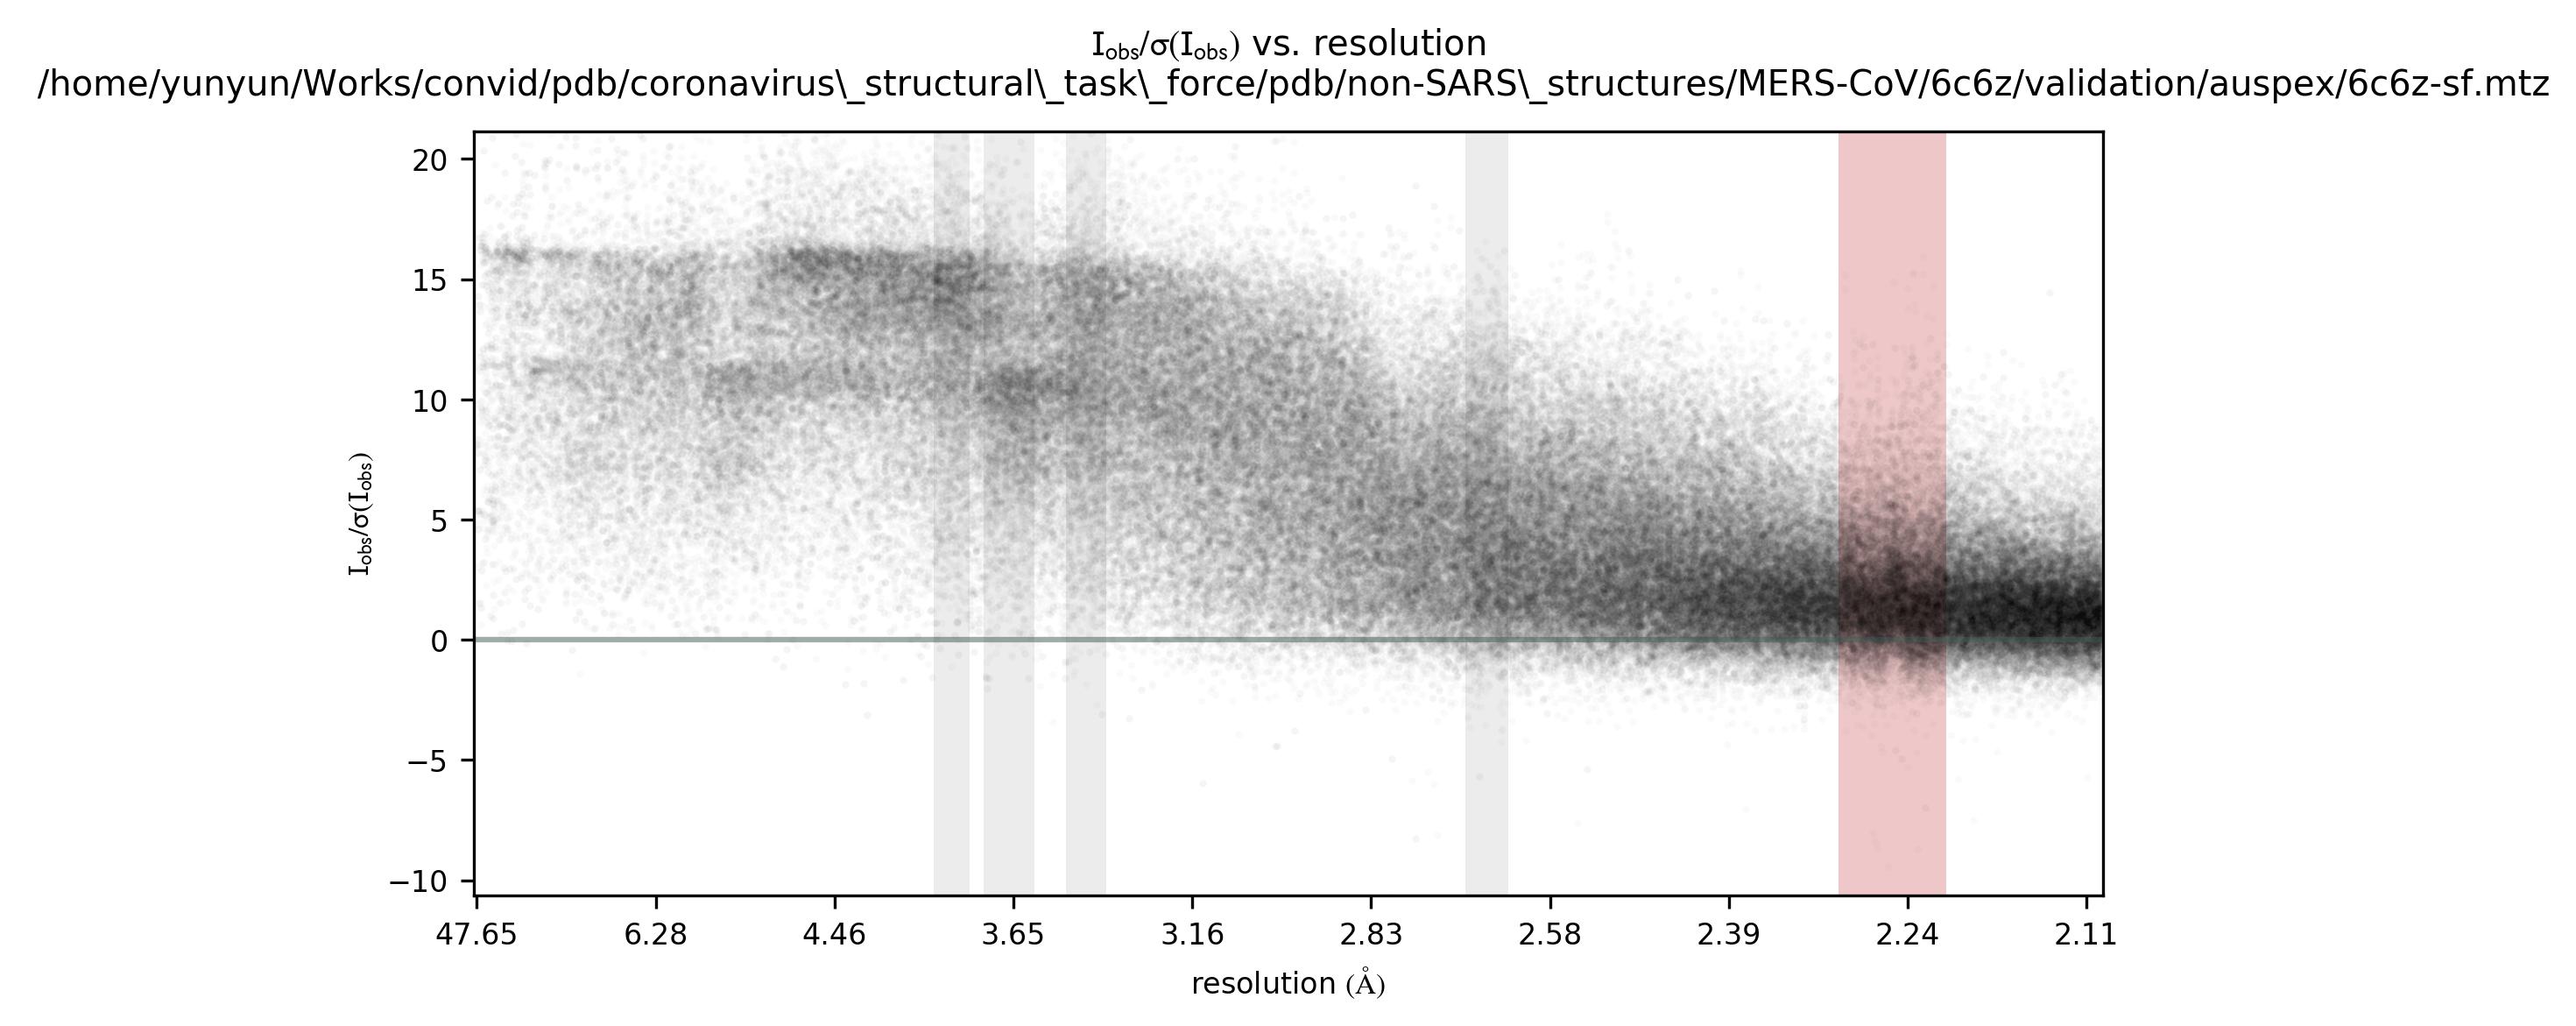 Iobs/σ(Iobs) vs. resolution
/home/yunyun/Works/convid/pdb/coronavirus\_structural\_task\_force/pdb/non-SARS\_structures/MERS-CoV/6c6z/validation/auspex/6c6z-sf.mtz
20
15
10
5
0
−5
−10
Iobs/σ(Iobs)
47.65 6.28 4.46 3.65 3.16 2.83 2.58 2.39 2.24 2.11
resolution (Å)